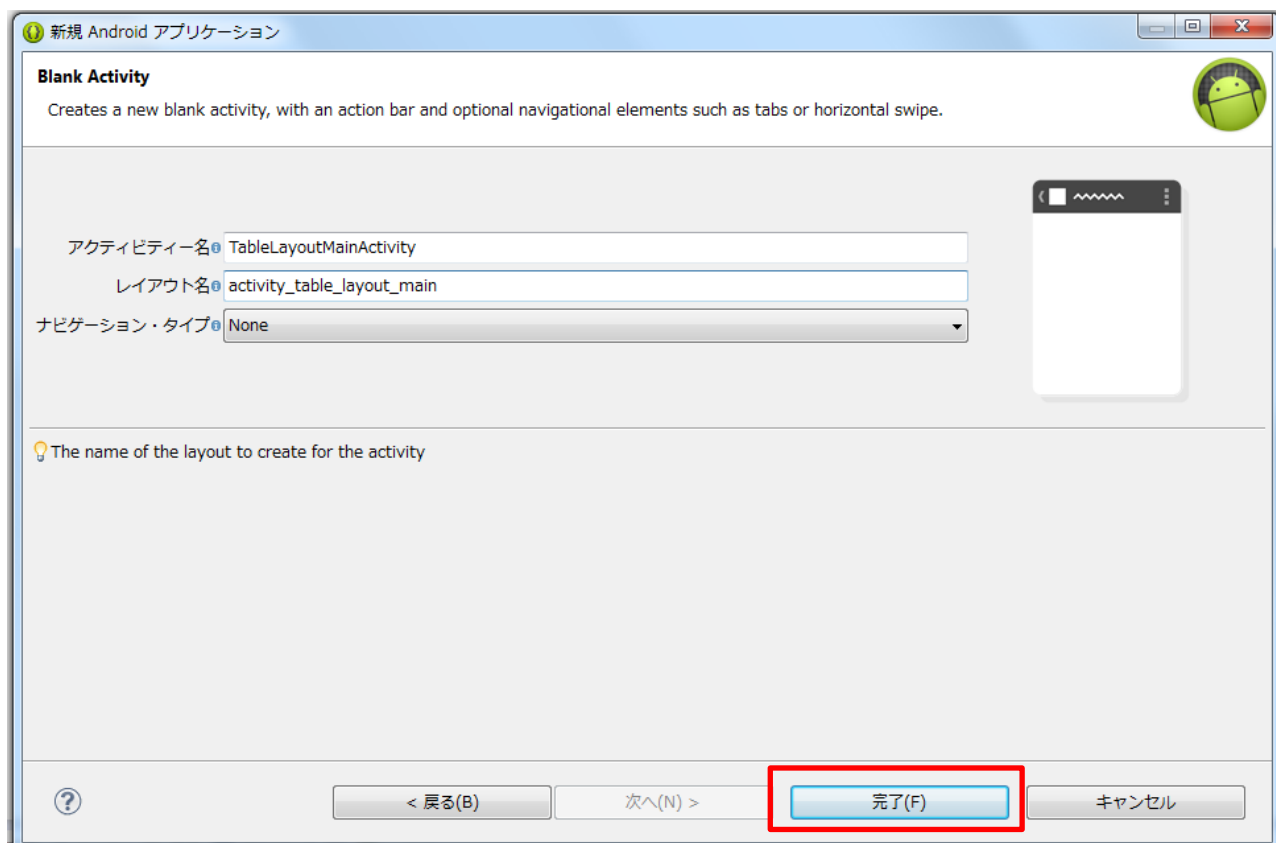 新規 Android アプリケーション
Blank Activity
Creates a new blank activity, with an action bar and optional navigational elements such as tabs or horizontal swipe.
アクティビティー名 TableLayoutMainActivity
レイアウト名 activity_table_layout_main
ナビゲーション・タイプ None
The name of the layout to create for the activity
< 戻る(B) 次へ(N) > 完了(F) キャンセル